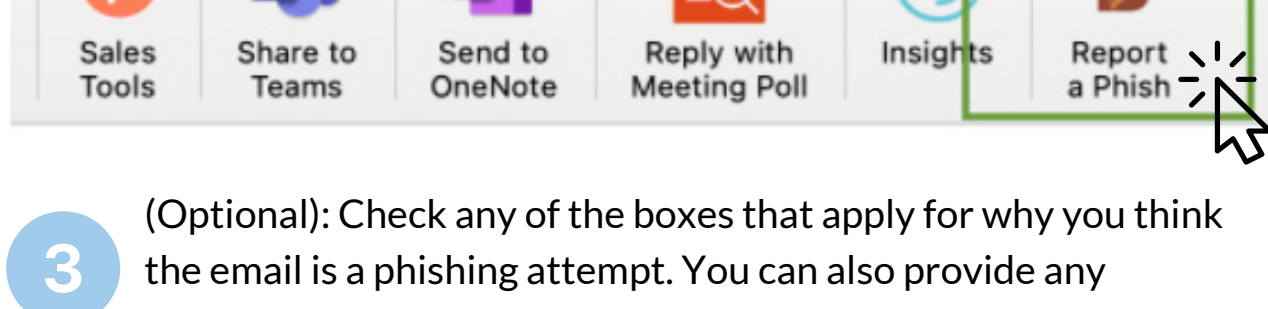 Sales
Tools
Share to
Teams
Send to
OneNote
Reply with
Meeting Poll
Insights
Report
a Phish
3
(Optional): Check any of the boxes that apply for why you think
the email is a phishing attempt. You can also provide any